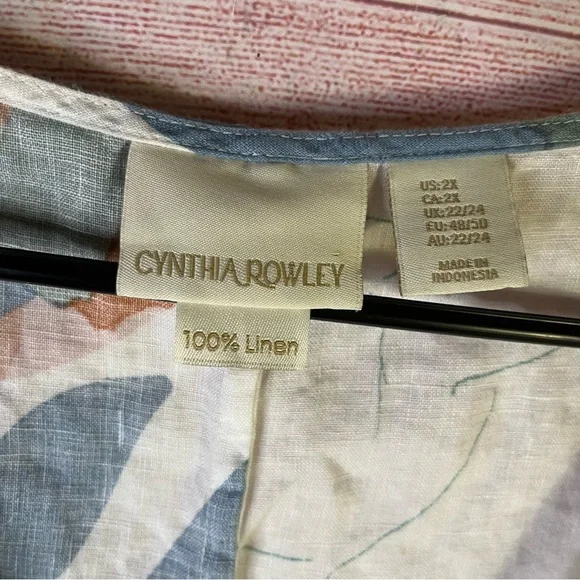 CYNTHIA ROWLEY
100% Linen
US:2X
CA:2X
UK:22/24
EU:48/50
AU:22/24
MADE IN
INDONESIA